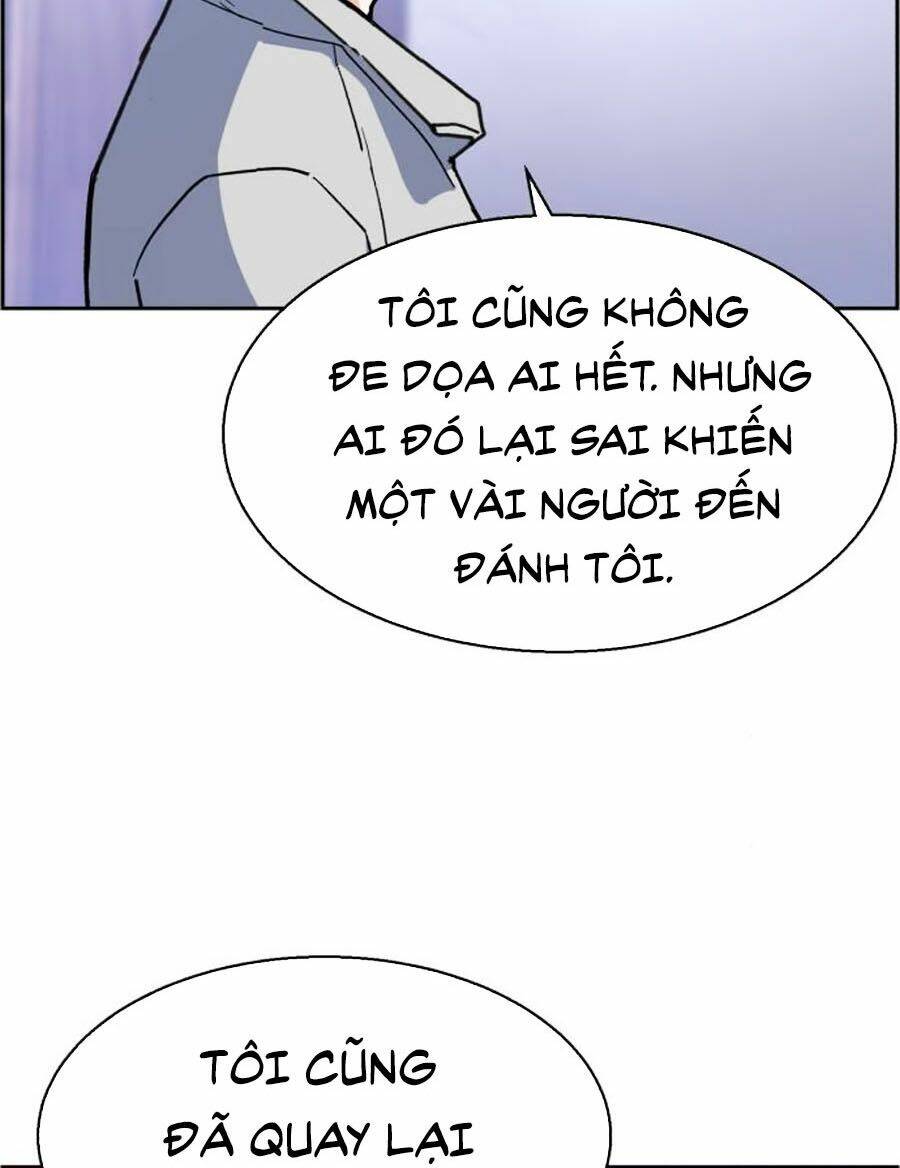 TÔI CŨNG KHÔNG
ĐE DỌA AI HẾT. NHƯNG
AI ĐÓ LẠI SAI KHIẾN
MỘT VÀI NGƯỜI ĐẾN
ĐÁNH TÔI.
TÔI CŨNG
ĐÃ QUAY LẠI